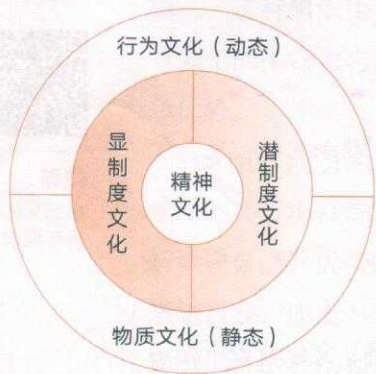 行为文化（动态）
显制度文化
精神
文化
潜制度文化
物质文化（静态）